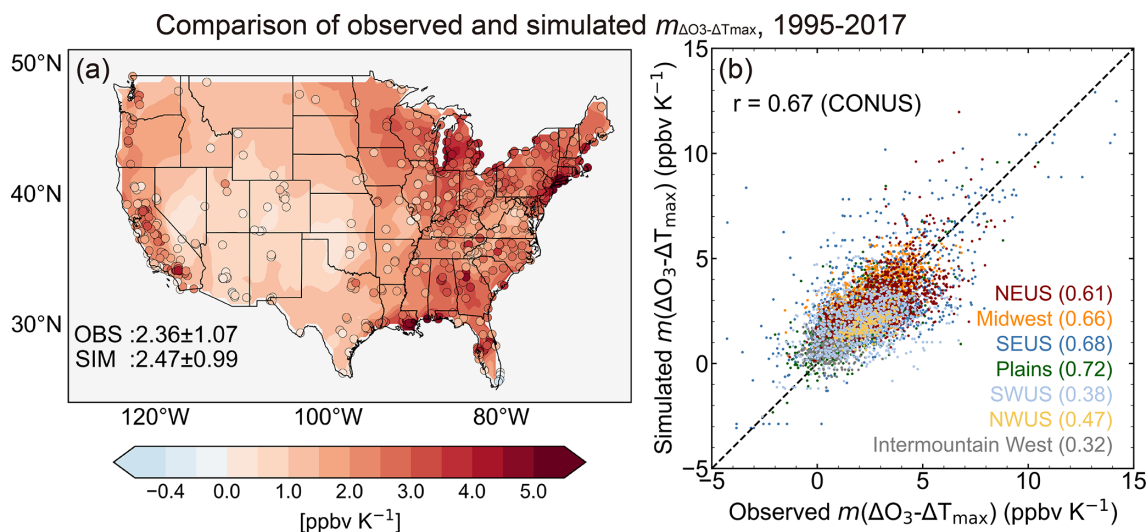 Comparison of observed and simulated mΔO3-ΔTmax, 1995-2017
(a)
50°N
40°N
30°N
OBS :2.36±1.07
SIM :2.47±0.99
120°W 100°W 80°W
−0.4 0.0 1.0 2.0 3.0 4.0 5.0
[ppbv K⁻¹]
(b)
r = 0.67 (CONUS)
Simulated m(ΔO₃-ΔTmax) (ppbv K⁻¹)
15
10
5
0
−5
NEUS (0.61)
Midwest (0.66)
SEUS (0.68)
Plains (0.72)
SWUS (0.38)
NWUS (0.47)
Intermountain West (0.32)
−5 0 5 10 15
Observed m(ΔO₃-ΔTmax) (ppbv K⁻¹)